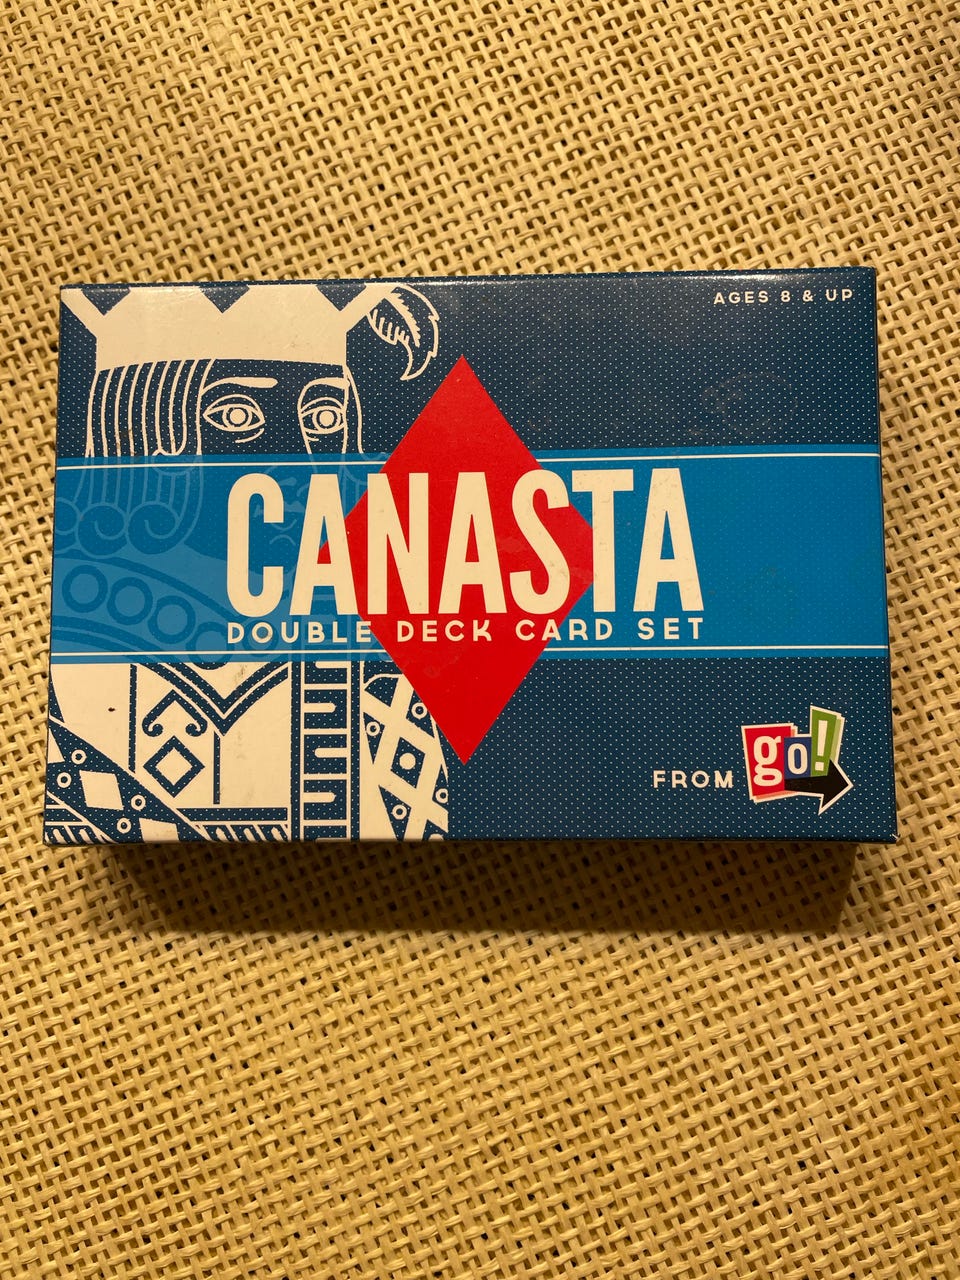 AGES 8 & UP
CANASTA
DOUBLE DECK CARD SET
FROM go!